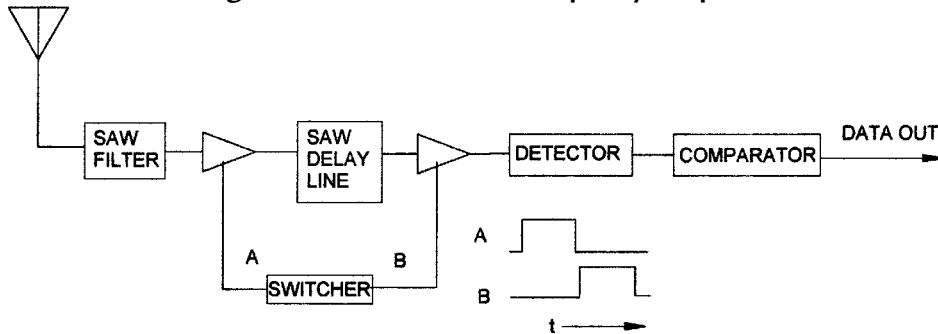 SAW
FILTER
SAW
DELAY
LINE
DETECTOR
COMPARATOR
DATA OUT
A
B
SWITCHER
A
B
t